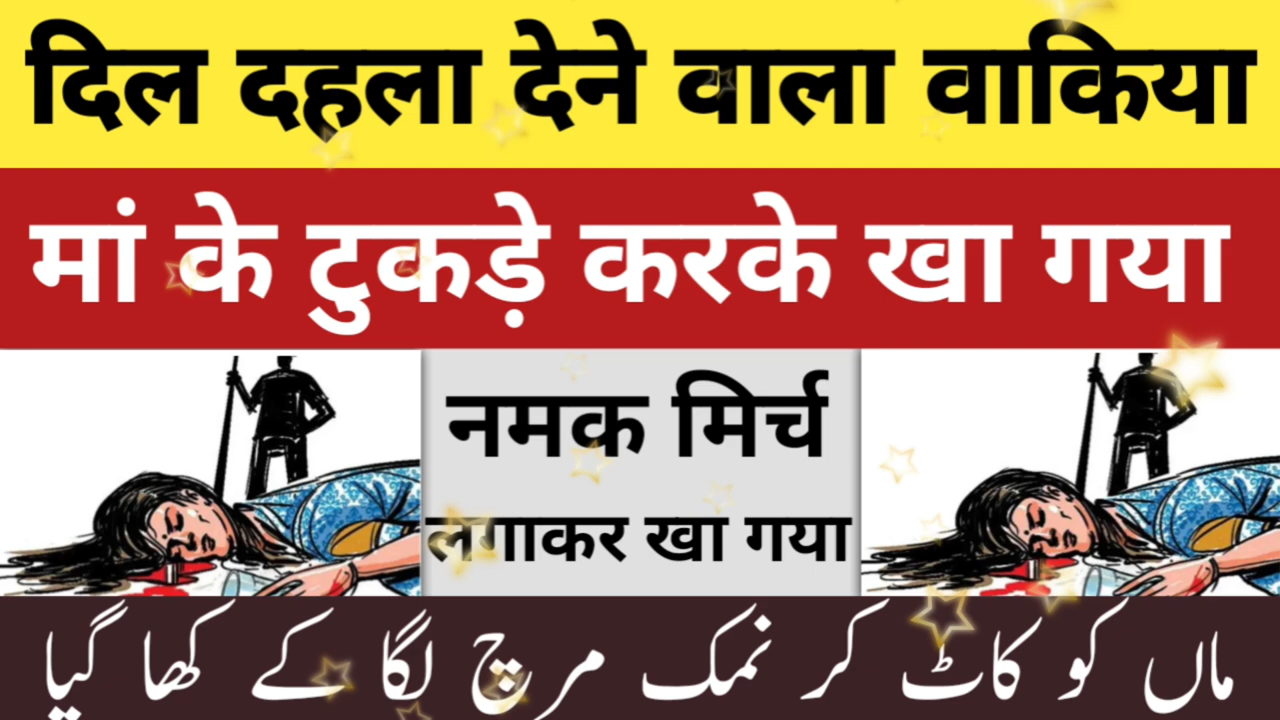 दिल दहला देने वाला वाकिया
मां के टुकड़े करके खा गया
नमक मिर्च
लगाकर खा गया
ماں کو کاٹ کر نمک مرچ لگا کے کھا گیا